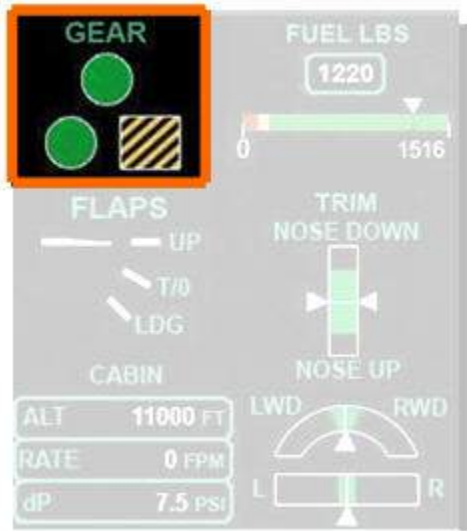 GEAR
FUEL LBS
1220
0 1516
FLAPS
UP
T/0
LDG
TRIM
NOSE DOWN
NOSE UP
CABIN
ALT 11000 FT
RATE 0 FPM
dP 7.5 PSI
LWD RWD
L R